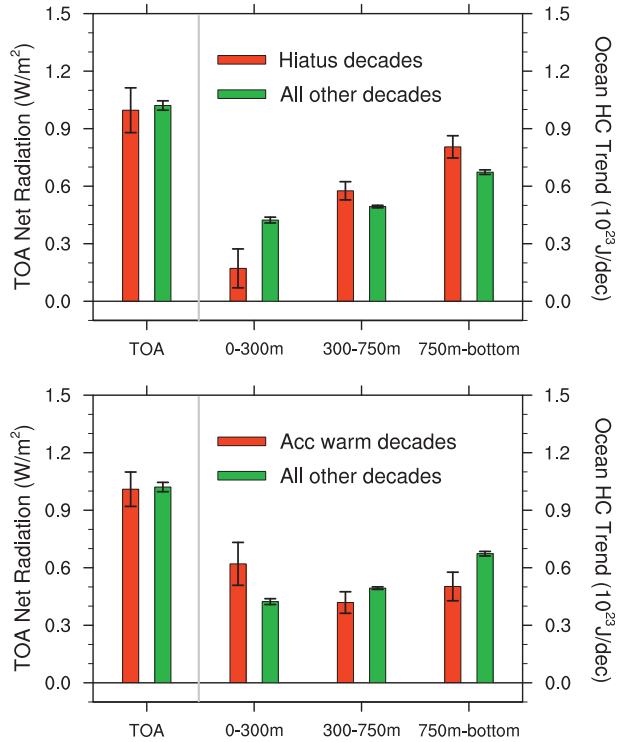 1.5
1.2
0.9
0.6
0.3
0.0
TOA Net Radiation (W/m²)
Hiatus decades
All other decades
1.5
1.2
0.9
0.6
0.3
0.0
Ocean HC Trend (10²³ J/dec)
TOA 0-300m 300-750m 750m-bottom
1.5
1.2
0.9
0.6
0.3
0.0
TOA Net Radiation (W/m²)
Acc warm decades
All other decades
1.5
1.2
0.9
0.6
0.3
0.0
Ocean HC Trend (10²³ J/dec)
TOA 0-300m 300-750m 750m-bottom